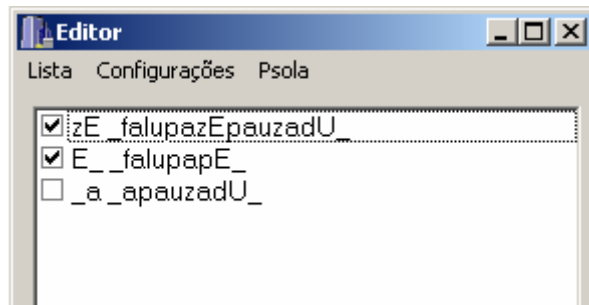 Editor
Lista Configurações Psola
zE _falupazEpauzadU_
E_ _falupapE_
_a _apauzadU_